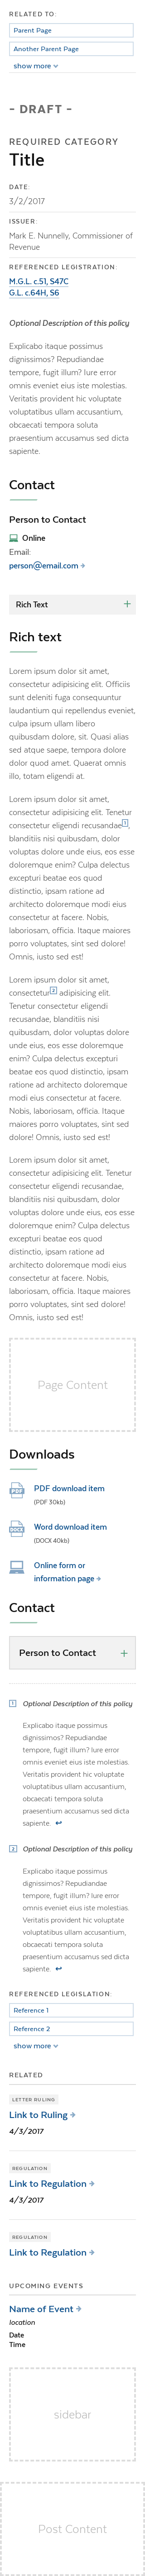 RELATED TO:
Parent Page
Another Parent Page
show more
- DRAFT -
REQUIRED CATEGORY
Title
DATE:
3/2/2017
ISSUER:
Mark E. Nunnelly, Commissioner of
Revenue
REFERENCED LEGISTRATION:
M.G.L. c.51, S47C
G.L. c.64H, S6
Optional Description of this policy
Explicabo itaque possimus
dignissimos? Repudiandae
tempore, fugit illum? Iure error
omnis eveniet eius iste molestias.
Veritatis provident hic voluptate
voluptatibus ullam accusantium,
obcaecati tempora soluta
praesentium accusamus sed dicta
sapiente.
Contact
Person to Contact
Online
Email:
person@email.com
Rich Text
Rich text
Lorem ipsum dolor sit amet,
consectetur adipisicing elit. Officiis
sunt deleniti fuga consequuntur
laudantium qui repellendus eveniet,
culpa ipsum ullam libero
quibusdam dolore, sit. Quasi alias
sed atque saepe, tempora dolore
dolor quod amet. Quaerat omnis
illo, totam eligendi at.
Lorem ipsum dolor sit amet,
consectetur adipisicing elit. Tenetur
consectetur eligendi recusandae[1],
blanditiis nisi quibusdam, dolor
voluptas dolore unde eius, eos esse
doloremque enim? Culpa delectus
excepturi beatae eos quod
distinctio, ipsam ratione ad
architecto doloremque modi eius
consectetur at facere. Nobis,
laboriosam, officia. Itaque maiores
porro voluptates, sint sed dolore!
Omnis, iusto sed est!
Lorem ipsum dolor sit amet,
consectetur[2] adipisicing elit.
Tenetur consectetur eligendi
recusandae, blanditiis nisi
quibusdam, dolor voluptas dolore
unde eius, eos esse doloremque
enim? Culpa delectus excepturi
beatae eos quod distinctio, ipsam
ratione ad architecto doloremque
modi eius consectetur at facere.
Nobis, laboriosam, officia. Itaque
maiores porro voluptates, sint sed
dolore! Omnis, iusto sed est!
Lorem ipsum dolor sit amet,
consectetur adipisicing elit. Tenetur
consectetur eligendi recusandae,
blanditiis nisi quibusdam, dolor
voluptas dolore unde eius, eos esse
doloremque enim? Culpa delectus
excepturi beatae eos quod
distinctio, ipsam ratione ad
architecto doloremque modi eius
consectetur at facere. Nobis,
laboriosam, officia. Itaque maiores
porro voluptates, sint sed dolore!
Omnis, iusto sed est!
Page Content
Downloads
PDF
PDF download item
(PDF 30kb)
DOCX
Word download item
(DOCX 40kb)
Online form or
information page
Contact
Person to Contact
1 Optional Description of this policy
Explicabo itaque possimus
dignissimos? Repudiandae
tempore, fugit illum? Iure error
omnis eveniet eius iste molestias.
Veritatis provident hic voluptate
voluptatibus ullam accusantium,
obcaecati tempora soluta
praesentium accusamus sed dicta
sapiente. ↩
2 Optional Description of this policy
Explicabo itaque possimus
dignissimos? Repudiandae
tempore, fugit illum? Iure error
omnis eveniet eius iste molestias.
Veritatis provident hic voluptate
voluptatibus ullam accusantium,
obcaecati tempora soluta
praesentium accusamus sed dicta
sapiente. ↩
REFERENCED LEGISLATION:
Reference 1
Reference 2
show more
RELATED
LETTER RULING
Link to Ruling
4/3/2017
REGULATION
Link to Regulation
4/3/2017
REGULATION
Link to Regulation
UPCOMING EVENTS
Name of Event
location
Date
Time
sidebar
Post Content